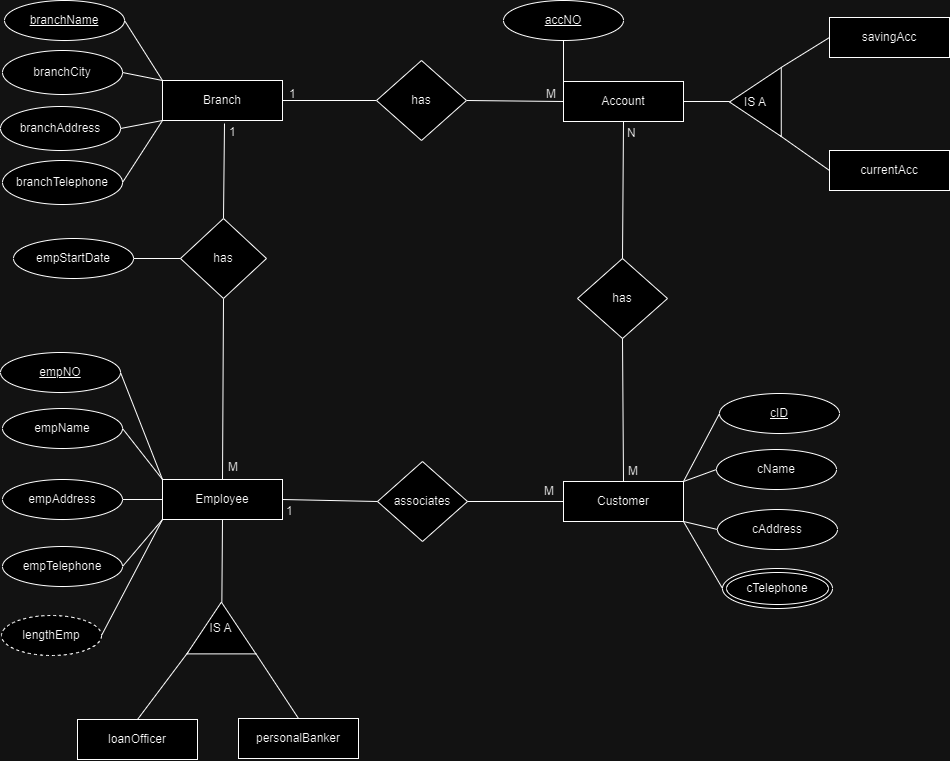 branchName
accNO
savingAcc
branchCity
1
has
M
Branch
Account
IS A
branchAddress
1
N
currentAcc
branchTelephone
empStartDate
has
has
empNO
cID
empName
M
M
cName
empAddress
Employee
associates
M
Customer
1
cAddress
empTelephone
cTelephone
lengthEmp
IS A
loanOfficer
personalBanker